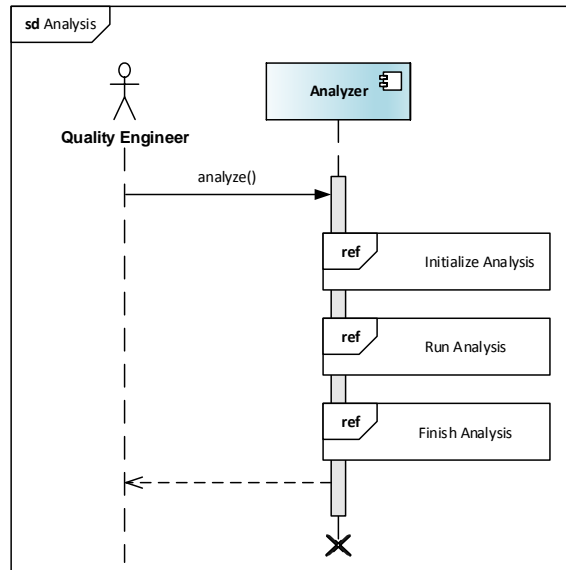 sd Analysis
Analyzer
Quality Engineer
analyze()
ref
Initialize Analysis
ref
Run Analysis
ref
Finish Analysis